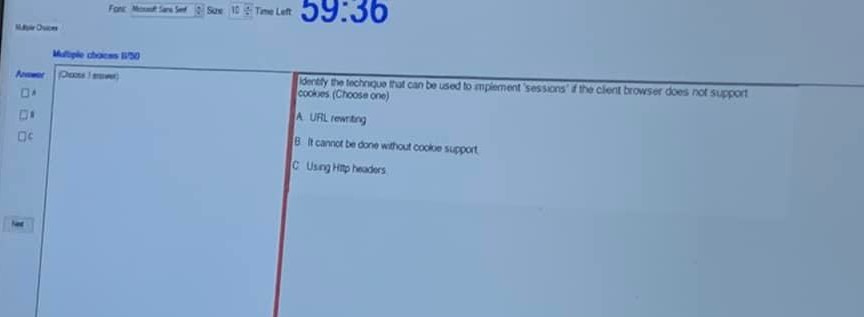 Font: Microsoft Sans Serif Size: 10 Time Left: 59:36
Multiple Choices
Multiple choices 8/50
Answer (Choose 1 answer)
A
B
C
Next
Identify the technique that can be used to implement 'sessions' if the client browser does not support
cookies (Choose one)
A. URL rewriting
B. It cannot be done without cookie support
C. Using Http headers.